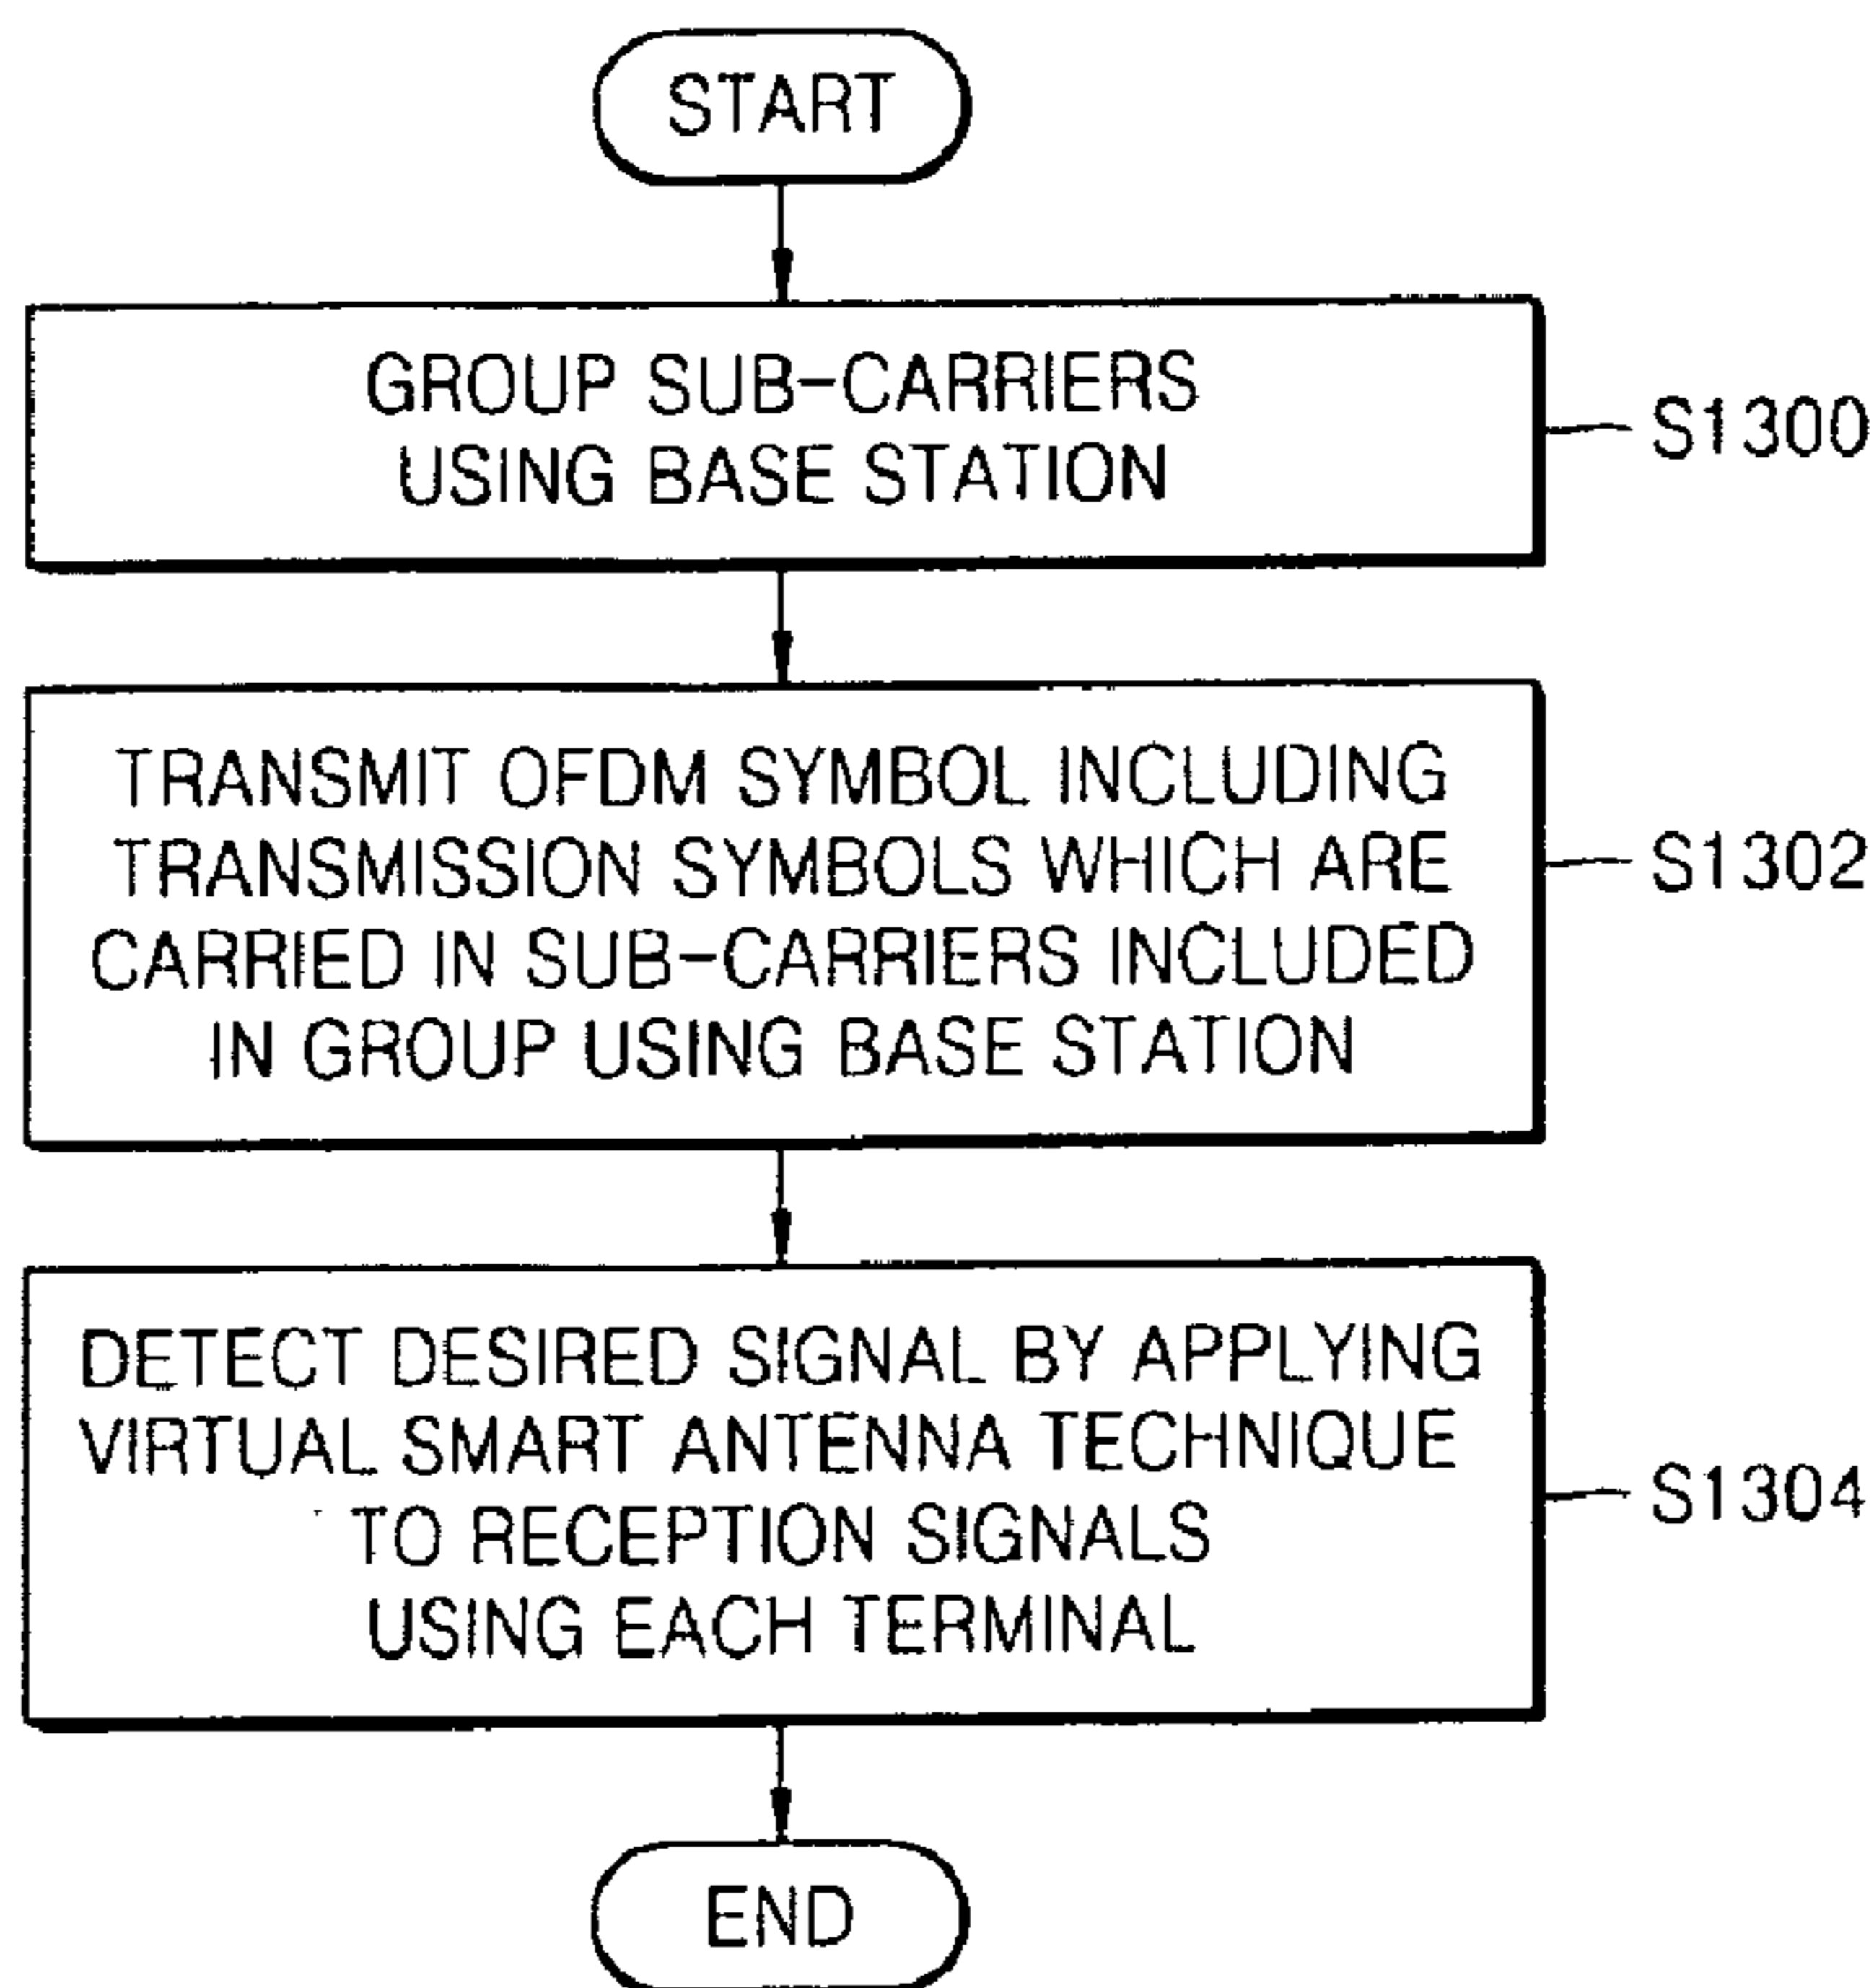 START
GROUP SUB-CARRIERS
USING BASE STATION
S1300
TRANSMIT OFDM SYMBOL INCLUDING
TRANSMISSION SYMBOLS WHICH ARE
CARRIED IN SUB-CARRIERS INCLUDED
IN GROUP USING BASE STATION
S1302
DETECT DESIRED SIGNAL BY APPLYING
VIRTUAL SMART ANTENNA TECHNIQUE
TO RECEPTION SIGNALS
USING EACH TERMINAL
S1304
END